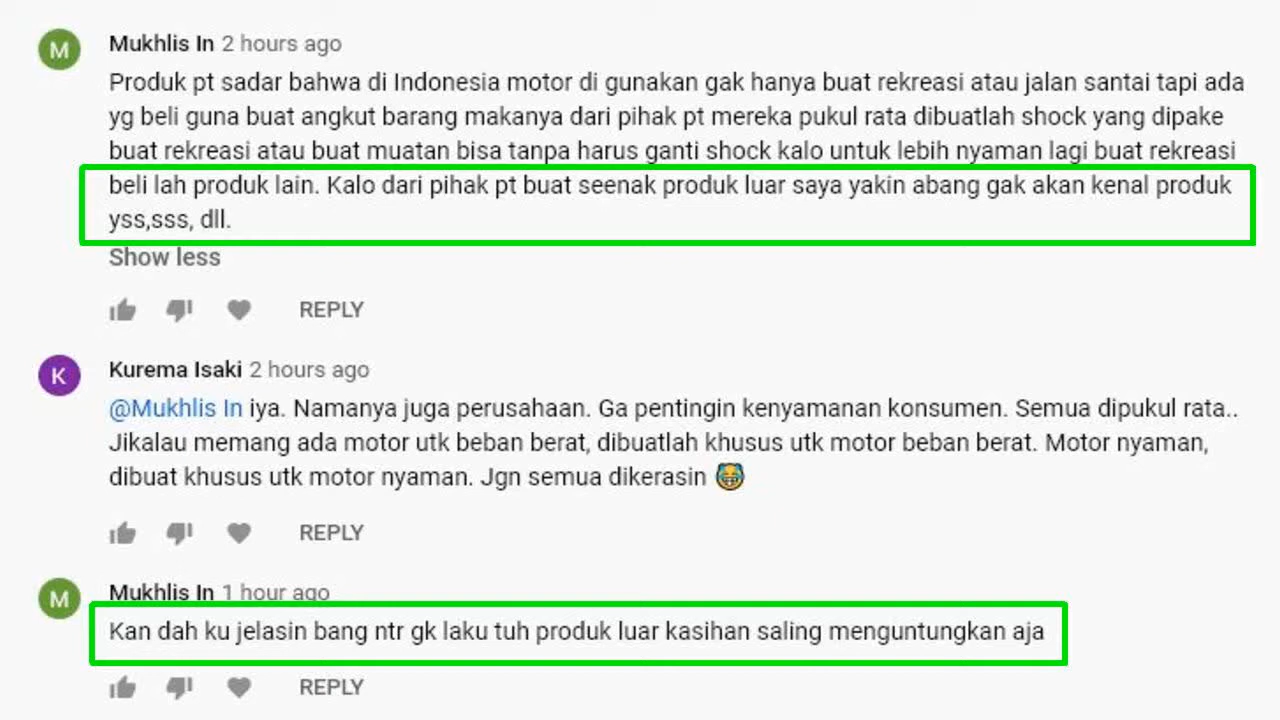 M
Mukhlis In 2 hours ago
Produk pt sadar bahwa di Indonesia motor di gunakan gak hanya buat rekreasi atau jalan santai tapi ada
yg beli guna buat angkut barang makanya dari pihak pt mereka pukul rata dibuatlah shock yang dipake
buat rekreasi atau buat muatan bisa tanpa harus ganti shock kalo untuk lebih nyaman lagi buat rekreasi
beli lah produk lain. Kalo dari pihak pt buat seenak produk luar saya yakin abang gak akan kenal produk
yss,sss, dll.
Show less
REPLY
K
Kurema Isaki 2 hours ago
@Mukhlis In iya. Namanya juga perusahaan. Ga pentingin kenyamanan konsumen. Semua dipukul rata..
Jikalau memang ada motor utk beban berat, dibuatlah khusus utk motor beban berat. Motor nyaman,
dibuat khusus utk motor nyaman. Jgn semua dikerasin 😹
REPLY
M
Mukhlis In 1 hour ago
Kan dah ku jelasin bang ntr gk laku tuh produk luar kasihan saling menguntungkan aja
REPLY